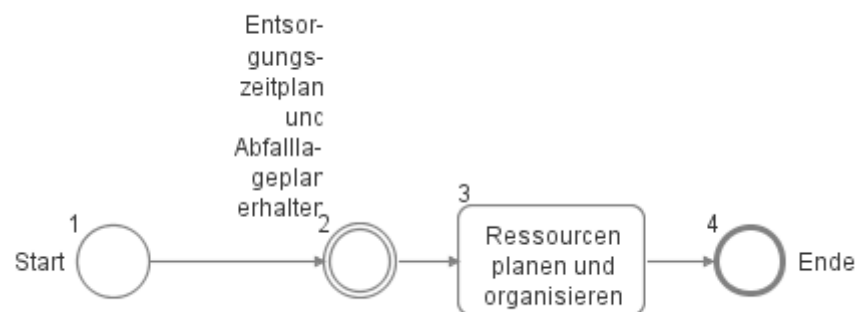 Entsor-
gungs-
zeitplan
und
Abfallla-
geplan
erhalten
1
Start
2
3
Ressourcen
planen und
organisieren
4
Ende